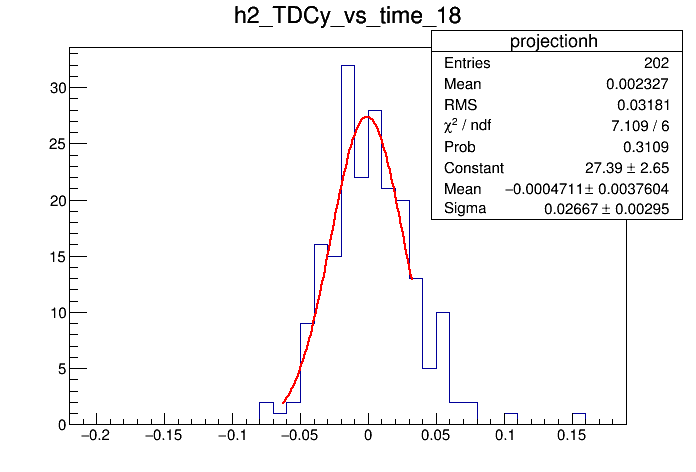 h2_TDCy_vs_time_18
projectionh
Entries 202
Mean 0.002327
RMS 0.03181
χ² / ndf 7.109 / 6
Prob 0.3109
Constant 27.39 ± 2.65
Mean −0.0004711± 0.0037604
Sigma 0.02667 ± 0.00295
30
25
20
15
10
5
0
−0.2 −0.15 −0.1 −0.05 0 0.05 0.1 0.15